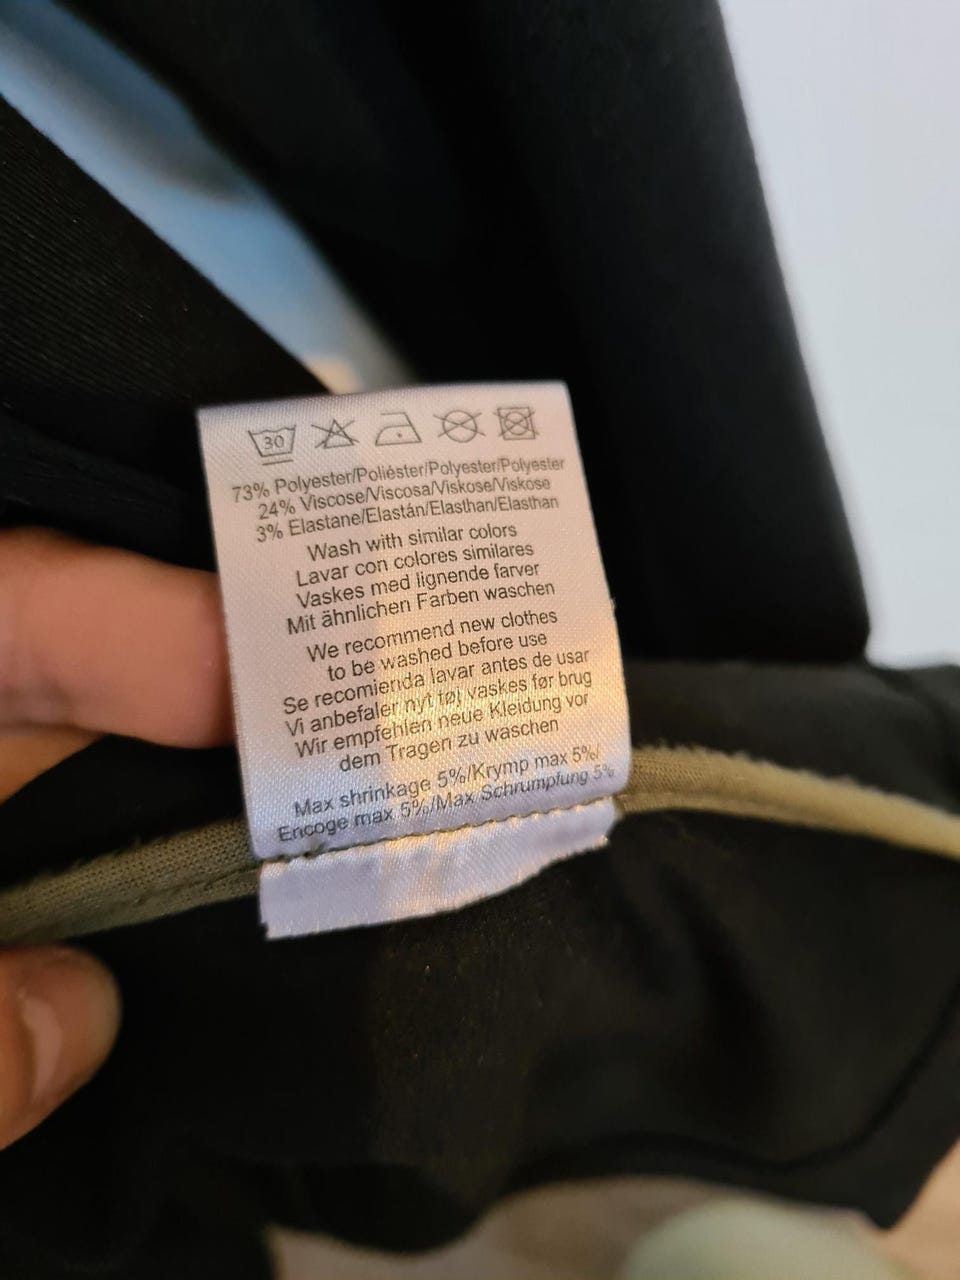 30
73% Polyester/Poliéster/Polyester/Polyester
24% Viscose/Viscosa/Viskose/Viskose
3% Elastane/Elastán/Elasthan/Elasthan
Wash with similar colors
Lavar con colores similares
Vaskes med lignende farver
Mit ähnlichen Farben waschen
We recommend new clothes
to be washed before use
Se recomienda lavar antes de usar
Vi anbefaler nyt tøj vaskes før brug
Wir empfehlen neue Kleidung vor
dem Tragen zu waschen
Max shrinkage 5%/Krymp max 5%/
Encoge max 5%/Max Schrumpfung 5%